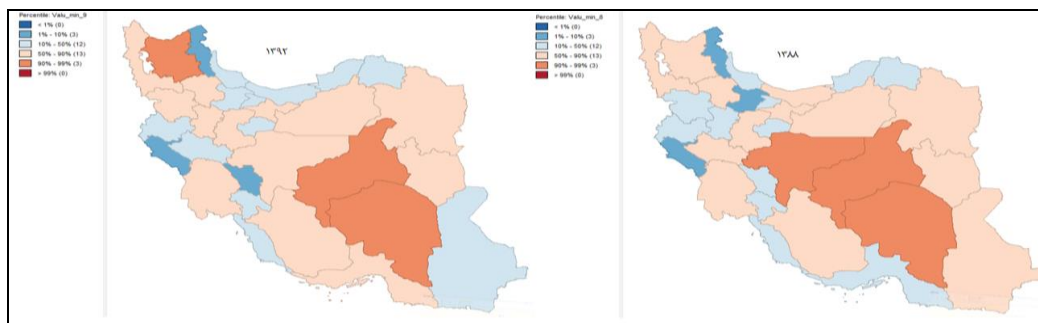 Percentile: Valu_min_9
< 1% (0)
1% - 10% (3)
10% - 50% (12)
50% - 90% (13)
90% - 99% (3)
> 99% (0)
۱۳۹۲
Percentile: Valu_min_8
< 1% (0)
1% - 10% (3)
10% - 50% (12)
50% - 90% (13)
90% - 99% (3)
> 99% (0)
۱۳۸۸